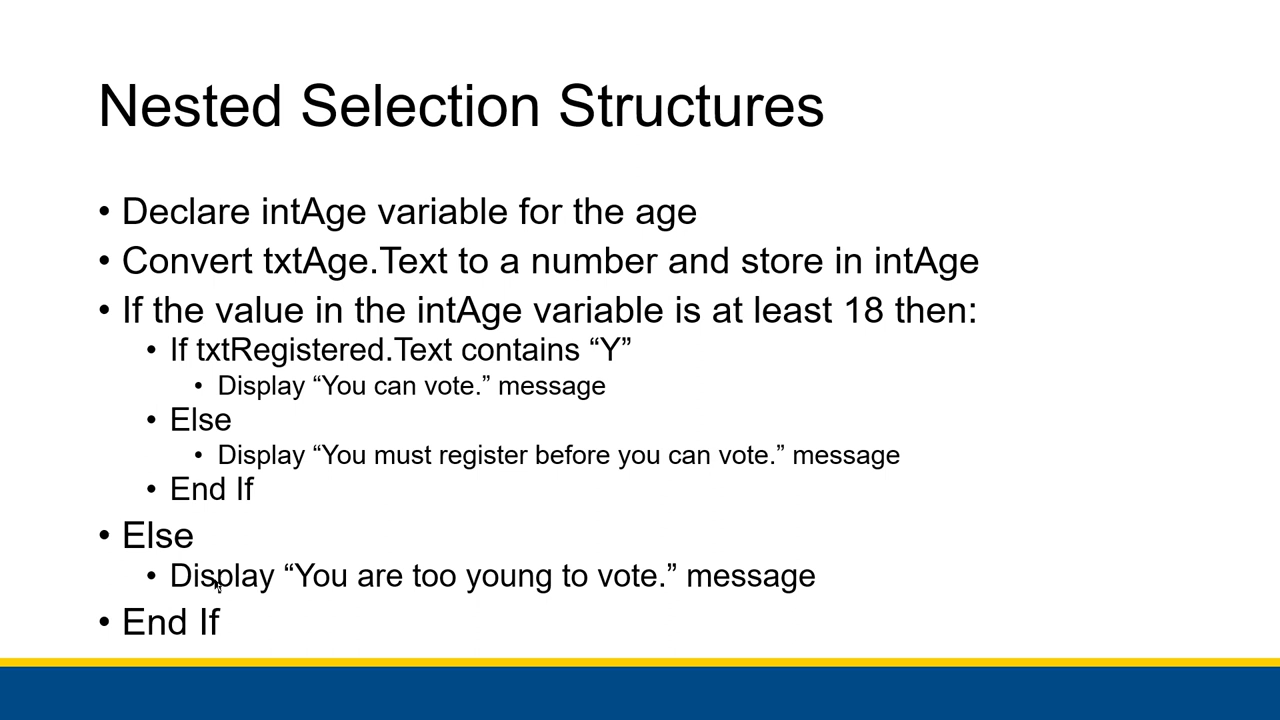 Nested Selection Structures
• Declare intAge variable for the age
• Convert txtAge.Text to a number and store in intAge
• If the value in the intAge variable is at least 18 then:
• If txtRegistered.Text contains “Y”
• Display “You can vote.” message
• Else
• Display “You must register before you can vote.” message
• End If
• Else
• Display “You are too young to vote.” message
• End If